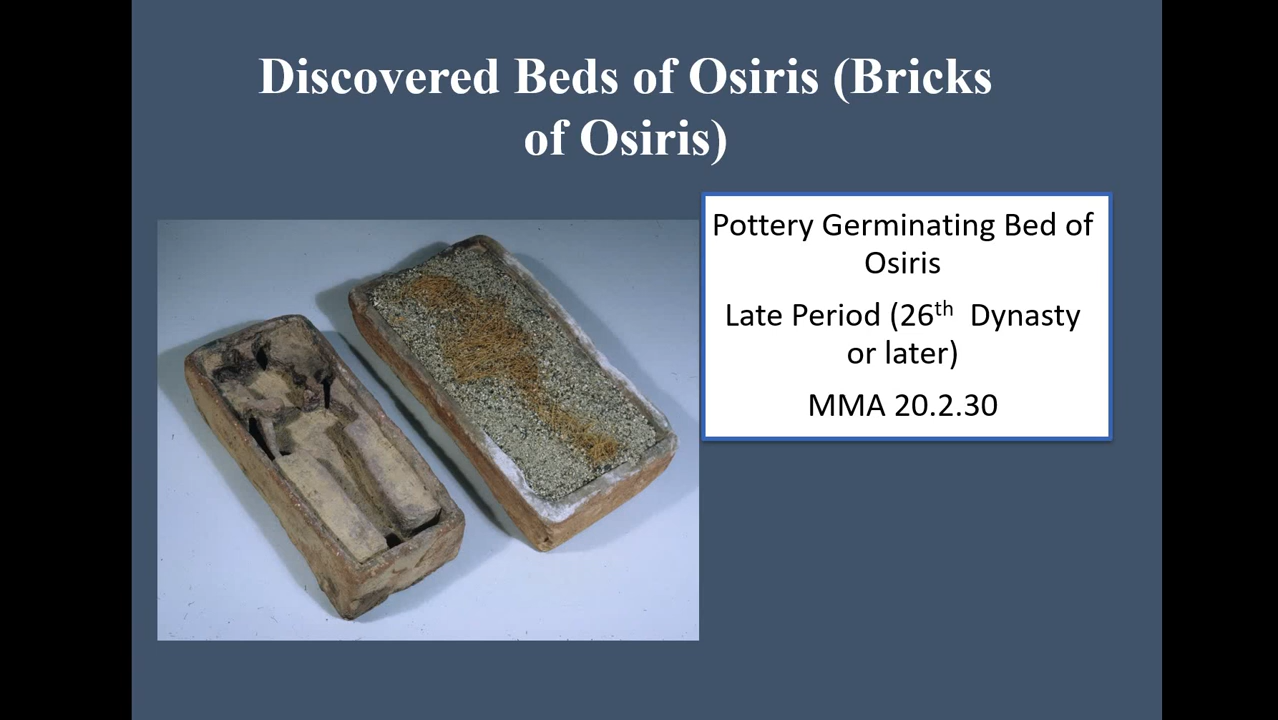 Discovered Beds of Osiris (Bricks
of Osiris)
Pottery Germinating Bed of
Osiris
Late Period (26th Dynasty
or later)
MMA 20.2.30